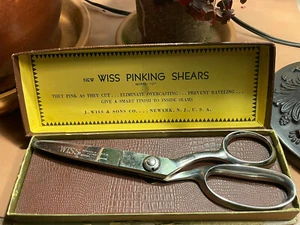 NEW WISS PINKING SHEARS
THEY PINK AS THEY CUT ... ELIMINATE OVERCASTING ... PREVENT RAVELING ...
GIVE A SMART FINISH TO INSIDE SEAMS
J. WISS & SONS CO., NEWARK, N. J., U. S. A.
WISS